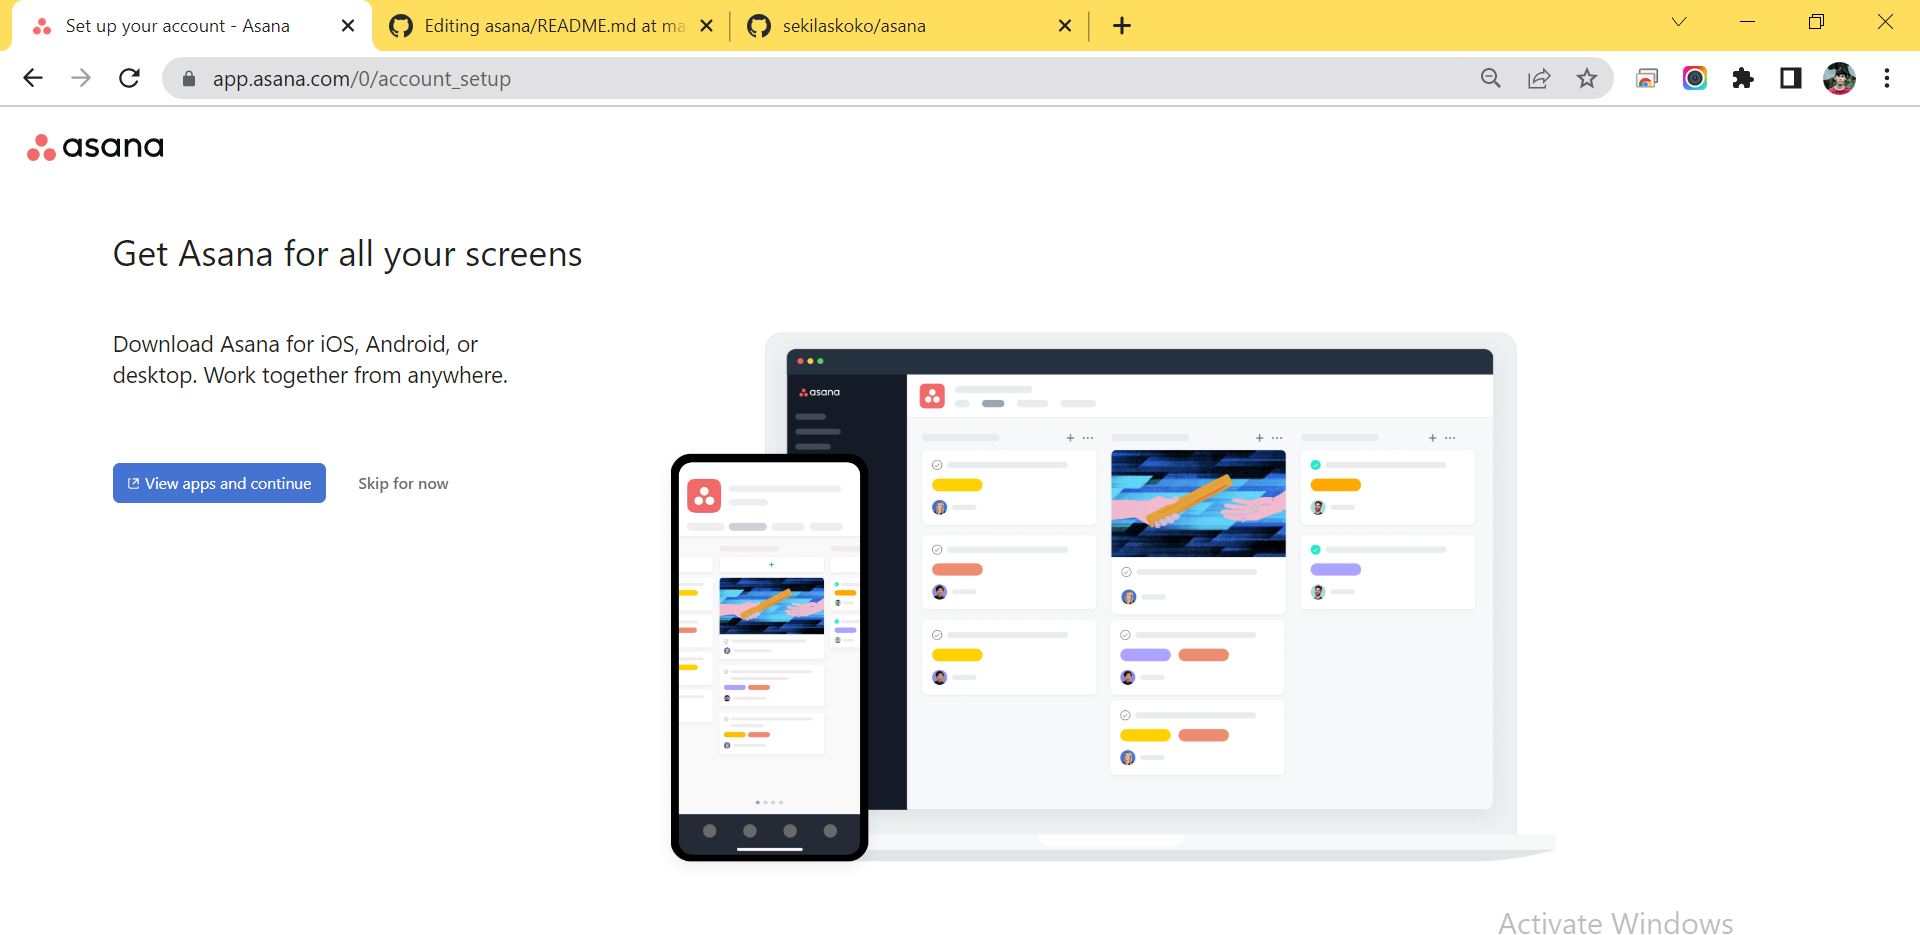 Set up your account - Asana
Editing asana/README.md at ma
sekilaskoko/asana
app.asana.com/0/account_setup
asana
Get Asana for all your screens
Download Asana for iOS, Android, or
desktop. Work together from anywhere.
View apps and continue
Skip for now
asana
Activate Windows